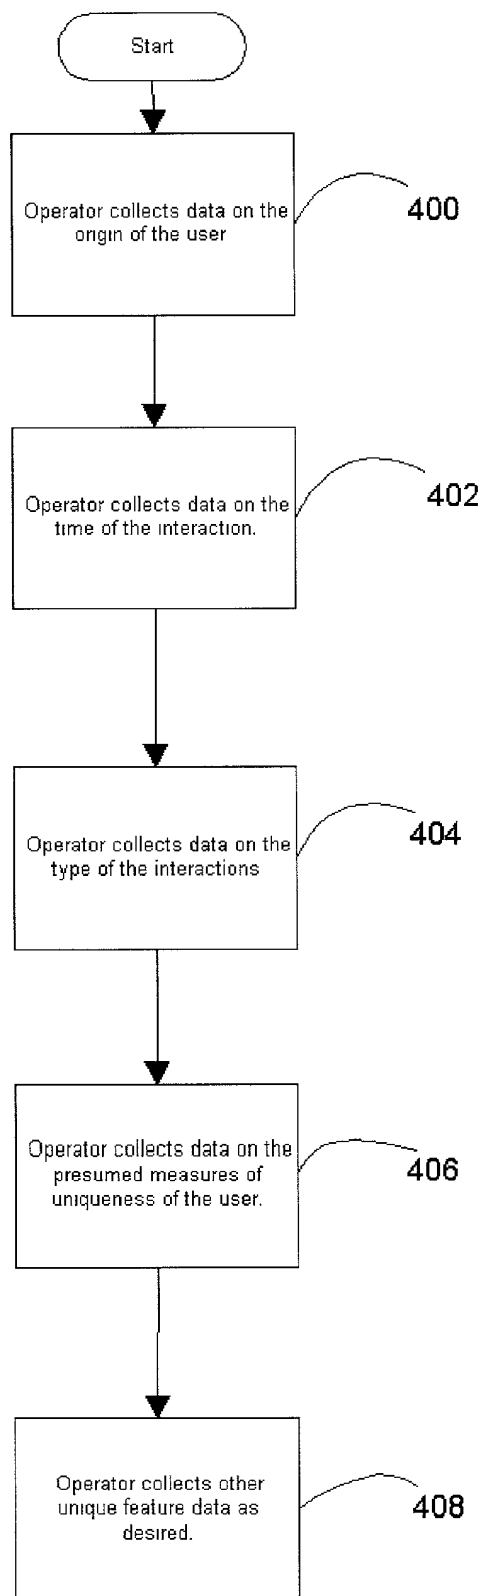 Start
Operator collects data on the
origin of the user
400
Operator collects data on the
time of the interaction.
402
Operator collects data on the
type of the interactions
404
Operator collects data on the
presumed measures of
uniqueness of the user.
406
Operator collects other
unique feature data as
desired.
408